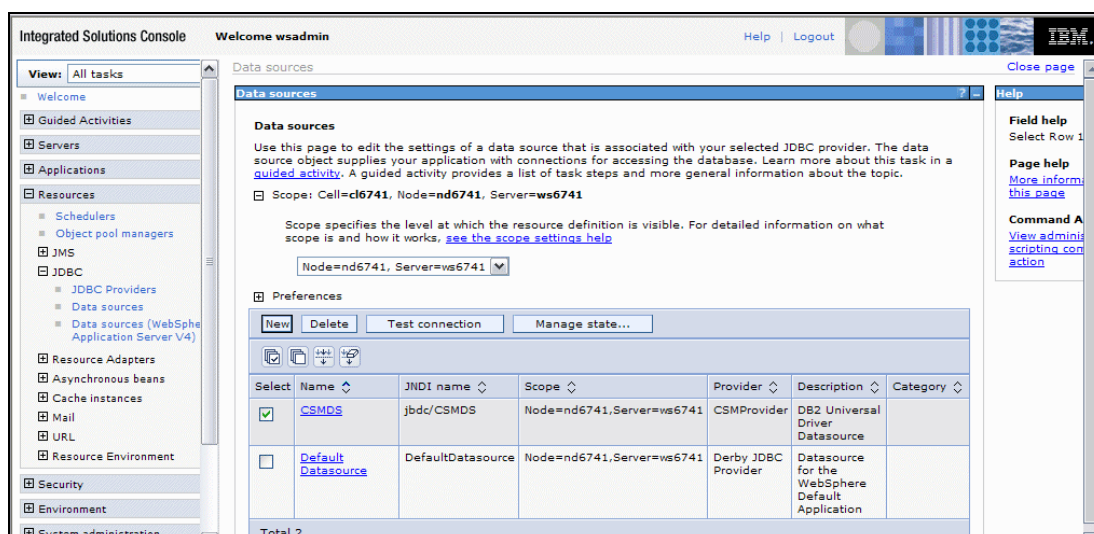 Integrated Solutions Console Welcome wsadmin Help | Logout IBM.
View: All tasks
Welcome
Guided Activities
Servers
Applications
Resources
Schedulers
Object pool managers
JMS
JDBC
JDBC Providers
Data sources
Data sources (WebSphe
Application Server V4)
Resource Adapters
Asynchronous beans
Cache instances
Mail
URL
Resource Environment
Security
Environment
System administration
Data sources Close page
Data sources ? -
Data sources
Use this page to edit the settings of a data source that is associated with your selected JDBC provider. The data
source object supplies your application with connections for accessing the database. Learn more about this task in a
guided activity. A guided activity provides a list of task steps and more general information about the topic.
Scope: Cell=cl6741, Node=nd6741, Server=ws6741
Scope specifies the level at which the resource definition is visible. For detailed information on what
scope is and how it works, see the scope settings help
Node=nd6741, Server=ws6741
Preferences
New Delete Test connection Manage state...
Select Name JNDI name Scope Provider Description Category
CSMDS jbdc/CSMDS Node=nd6741,Server=ws6741 CSMProvider DB2 Universal
Driver
Datasource
Default DefaultDatasource Node=nd6741,Server=ws6741 Derby JDBC Datasource
Datasource Provider for the
WebSphere
Default
Application
Total 2
Help
Field help
Select Row 1
Page help
More informa
this page
Command A
View adminis
scripting com
action